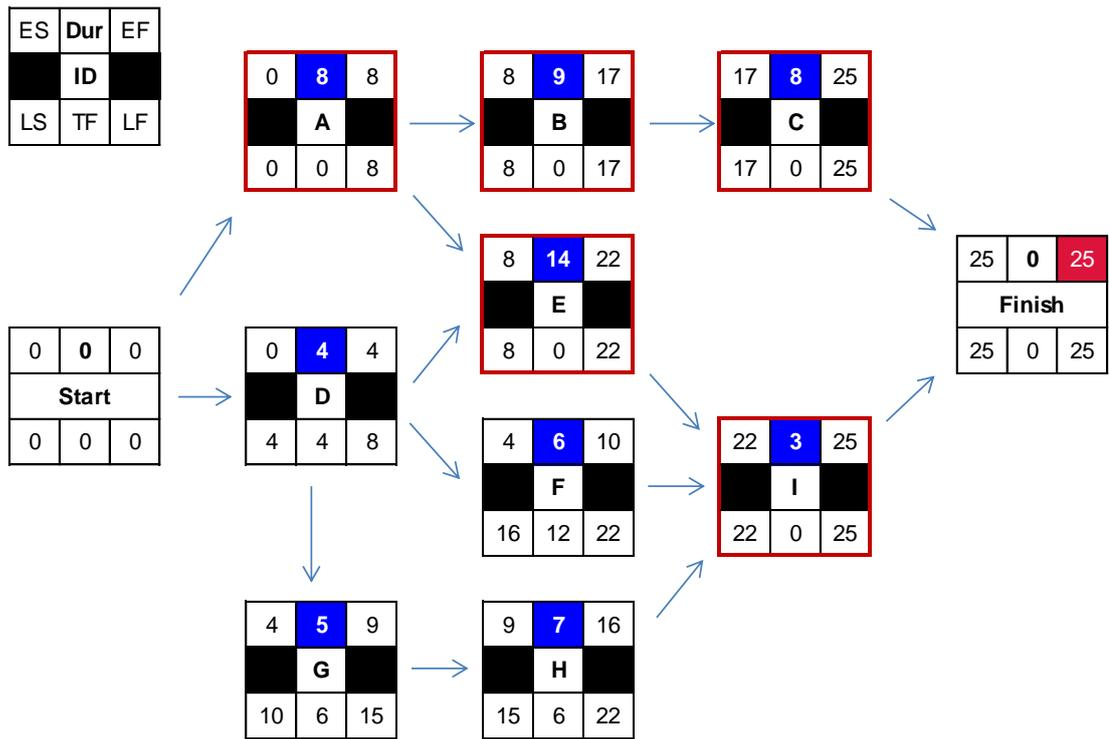 ES Dur EF
ID
LS TF LF
0 8 8
A
0 0 8
8 9 17
B
8 0 17
17 8 25
C
17 0 25
8 14 22
E
8 0 22
25 0 25
Finish
25 0 25
0 0 0
Start
0 0 0
0 4 4
D
4 4 8
4 6 10
F
16 12 22
22 3 25
I
22 0 25
4 5 9
G
10 6 15
9 7 16
H
15 6 22